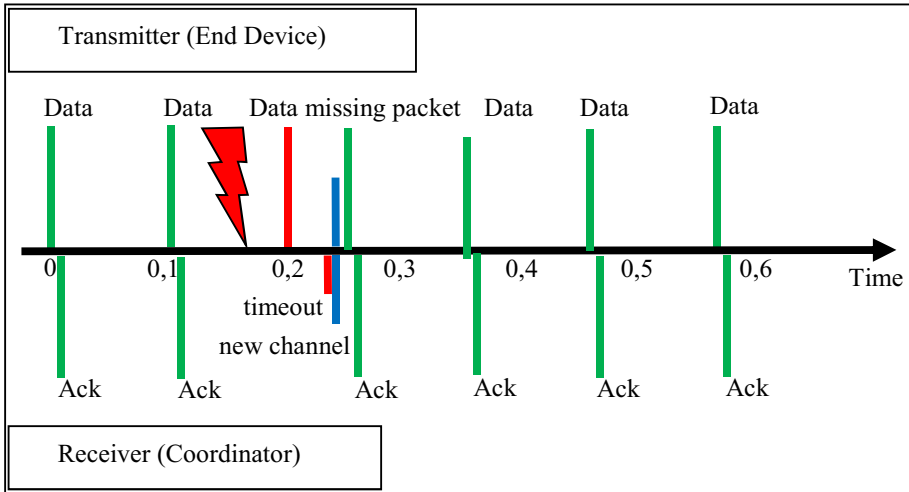 Transmitter (End Device)
Data Data Data missing packet Data Data Data
0 0,1 0,2 0,3 0,4 0,5 0,6
Time
timeout
new channel
Ack Ack Ack Ack Ack Ack
Receiver (Coordinator)